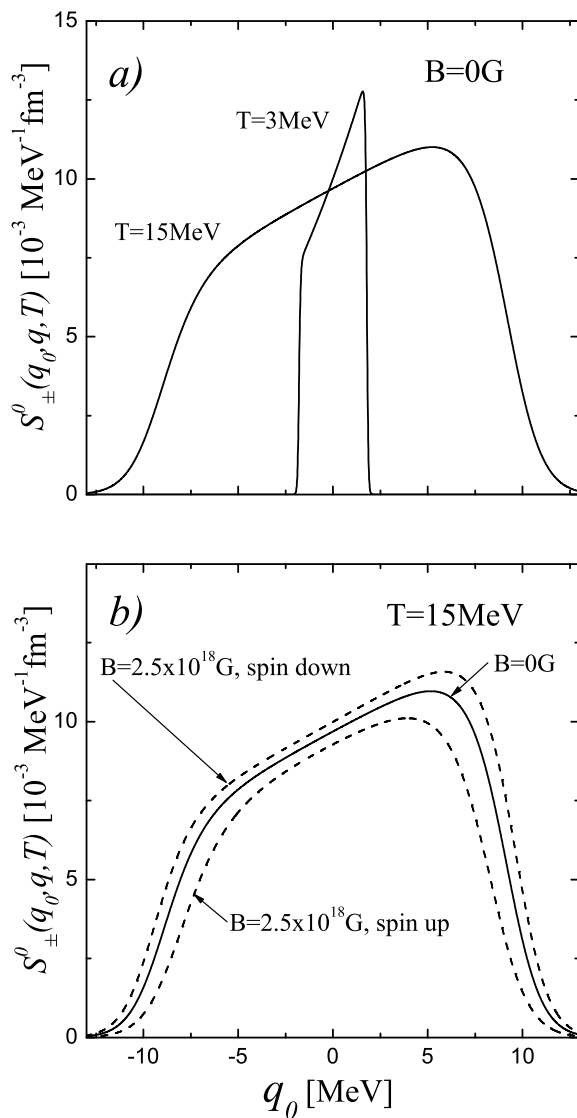 15
a)
B=0G
T=3MeV
10
T=15MeV
5
0
S⁰±(q₀,q,T) [10⁻³ MeV⁻¹fm⁻³]
b)
T=15MeV
B=2.5x10¹⁸G, spin down
B=0G
10
5
B=2.5x10¹⁸G, spin up
0
S⁰±(q₀,q,T) [10⁻³ MeV⁻¹fm⁻³]
-10 -5 0 5 10
q₀ [MeV]